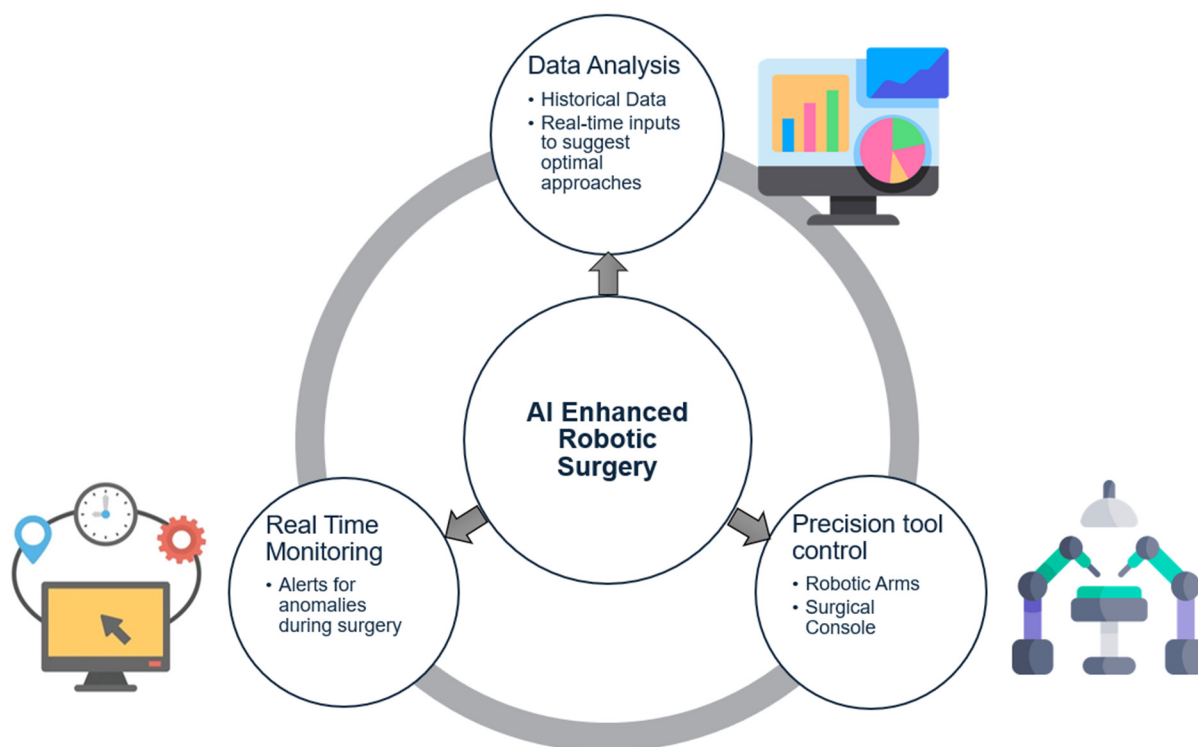 Data Analysis
• Historical Data
• Real-time inputs
to suggest
optimal
approaches
AI Enhanced
Robotic
Surgery
Real Time
Monitoring
• Alerts for
anomalies
during surgery
Precision tool
control
• Robotic Arms
• Surgical
Console